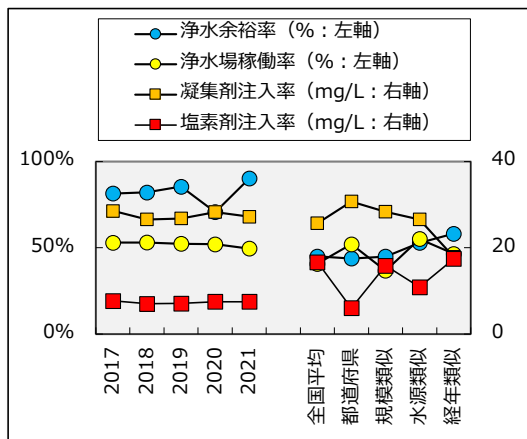 浄水余裕率（%：左軸）
浄水場稼働率（%：左軸）
凝集剤注入率（mg/L：右軸）
塩素剤注入率（mg/L：右軸）
100%
40
50%
20
0%
0
2017
2018
2019
2020
2021
全国平均
都道府県
規模類似
水源類似
経年類似